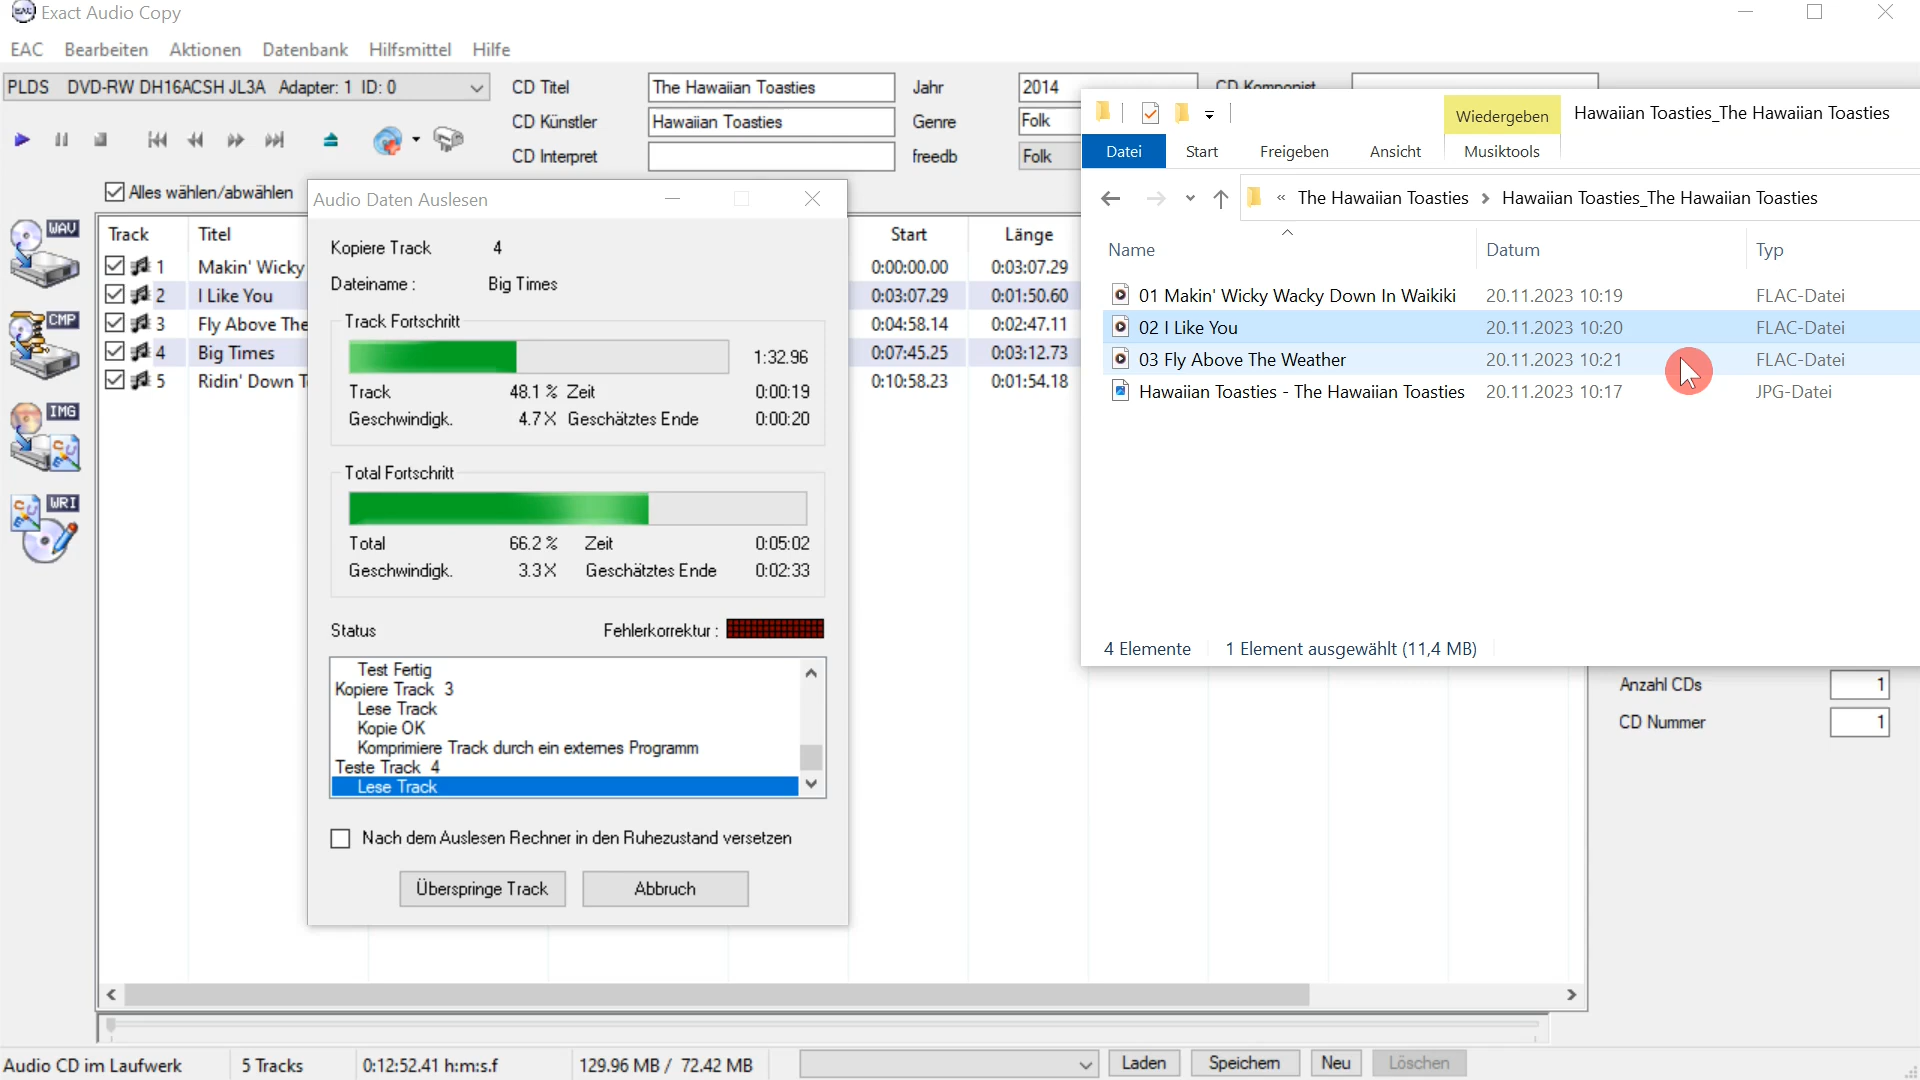 Exact Audio Copy
EAC Bearbeiten Aktionen Datenbank Hilfsmittel Hilfe
PLDS DVD-RW DH16ACSH JL3A Adapter: 1 ID: 0
CD Titel The Hawaiian Toasties Jahr 2014 CD Komponist
CD Künstler Hawaiian Toasties Genre Folk
CD Interpret freedb Folk
Alles wählen/abwählen
WAV
CMP
IMG
WRI
Track Titel Start Länge
1 Makin' Wicky 0:00:00.00 0:03:07.29
2 I Like You 0:03:07.29 0:01:50.60
3 Fly Above The 0:04:58.14 0:02:47.11
4 Big Times 0:07:45.25 0:03:12.73
5 Ridin' Down T 0:10:58.23 0:01:54.18
Audio Daten Auslesen
Kopiere Track 4
Dateiname : Big Times
Track Fortschritt
1:32.96
Track 48.1 % Zeit 0:00:19
Geschwindigk. 4.7X Geschätztes Ende 0:00:20
Total Fortschritt
Total 66.2 % Zeit 0:05:02
Geschwindigk. 3.3X Geschätztes Ende 0:02:33
Status Fehlerkorrektur :
Test Fertig
Kopiere Track 3
Lese Track
Kopie OK
Komprimiere Track durch ein externes Programm
Teste Track 4
Lese Track
Nach dem Auslesen Rechner in den Ruhezustand versetzen
Überspringe Track Abbruch
Wiedergeben Hawaiian Toasties_The Hawaiian Toasties
Datei Start Freigeben Ansicht Musiktools
« The Hawaiian Toasties > Hawaiian Toasties_The Hawaiian Toasties
Name Datum Typ
01 Makin' Wicky Wacky Down In Waikiki 20.11.2023 10:19 FLAC-Datei
02 I Like You 20.11.2023 10:20 FLAC-Datei
03 Fly Above The Weather 20.11.2023 10:21 FLAC-Datei
Hawaiian Toasties - The Hawaiian Toasties 20.11.2023 10:17 JPG-Datei
4 Elemente 1 Element ausgewählt (11,4 MB)
Anzahl CDs 1
CD Nummer 1
Audio CD im Laufwerk 5 Tracks 0:12:52.41 h:m:s.f 129.96 MB / 72.42 MB Laden Speichern Neu Löschen